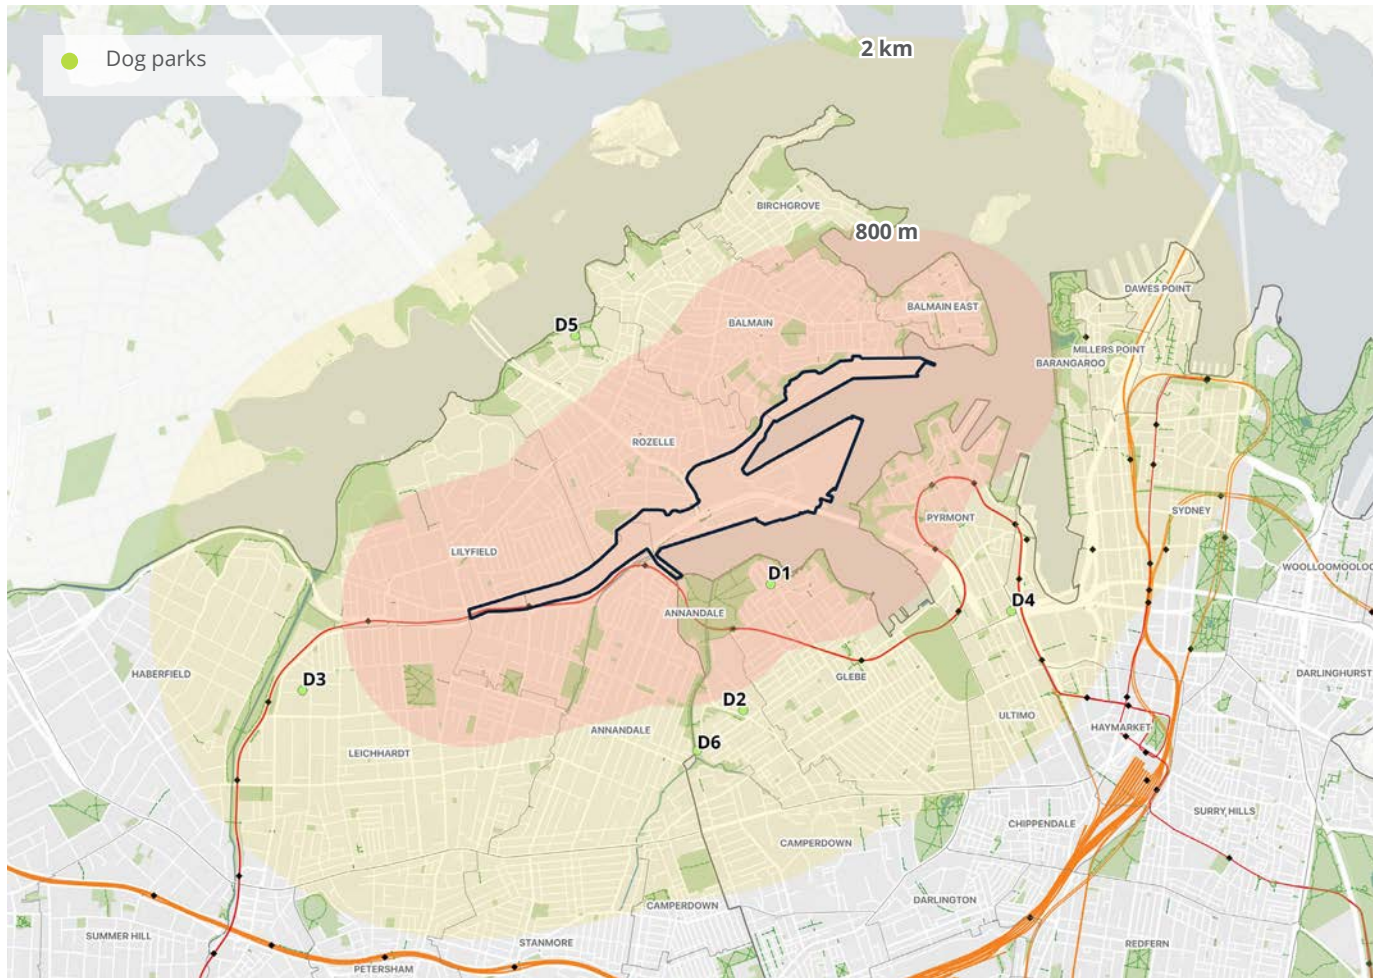 2 km
Dog parks
BIRCHGROVE
800 m
DAWES POINT
BALMAIN EAST
D5
BALMAIN
MILLERS POINT
BARANGAROO
ROZELLE
PYRMONT
SYDNEY
LILYFIELD
WOOLLOOMOOLOO
D1
D4
ANNANDALE
HABERFIELD
D3
GLEBE
DARLINGHURST
D2
ULTIMO
ANNANDALE
HAYMARKET
D6
LEICHHARDT
SURRY HILLS
CHIPPENDALE
CAMPERDOWN
DARLINGTON
CAMPERDOWN
SUMMER HILL
STANMORE
REDFERN
PETERSHAM